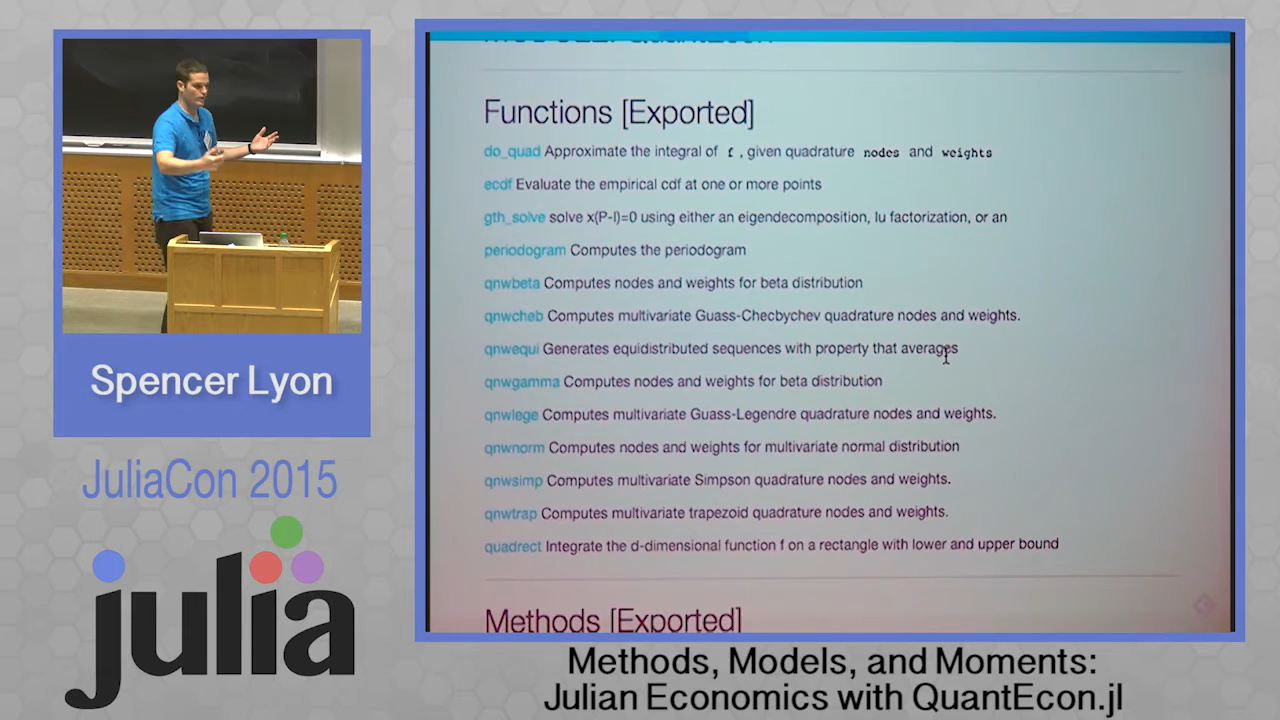 Functions [Exported]
do_quad Approximate the integral of f , given quadrature nodes and weights
ecdf Evaluate the empirical cdf at one or more points
gth_solve solve x(P-I)=0 using either an eigendecomposition, lu factorization, or an
periodogram Computes the periodogram
qnwbeta Computes nodes and weights for beta distribution
qnwcheb Computes multivariate Guass-Checbychev quadrature nodes and weights.
qnwequi Generates equidistributed sequences with property that averages
qnwgamma Computes nodes and weights for beta distribution
qnwlege Computes multivariate Guass-Legendre quadrature nodes and weights.
qnwnorm Computes nodes and weights for multivariate normal distribution
qnwsimp Computes multivariate Simpson quadrature nodes and weights.
qnwtrap Computes multivariate trapezoid quadrature nodes and weights.
quadrect Integrate the d-dimensional function f on a rectangle with lower and upper bound
Methods [Exported]
Spencer Lyon
JuliaCon 2015
julia
Methods, Models, and Moments:
Julian Economics with QuantEcon.jl